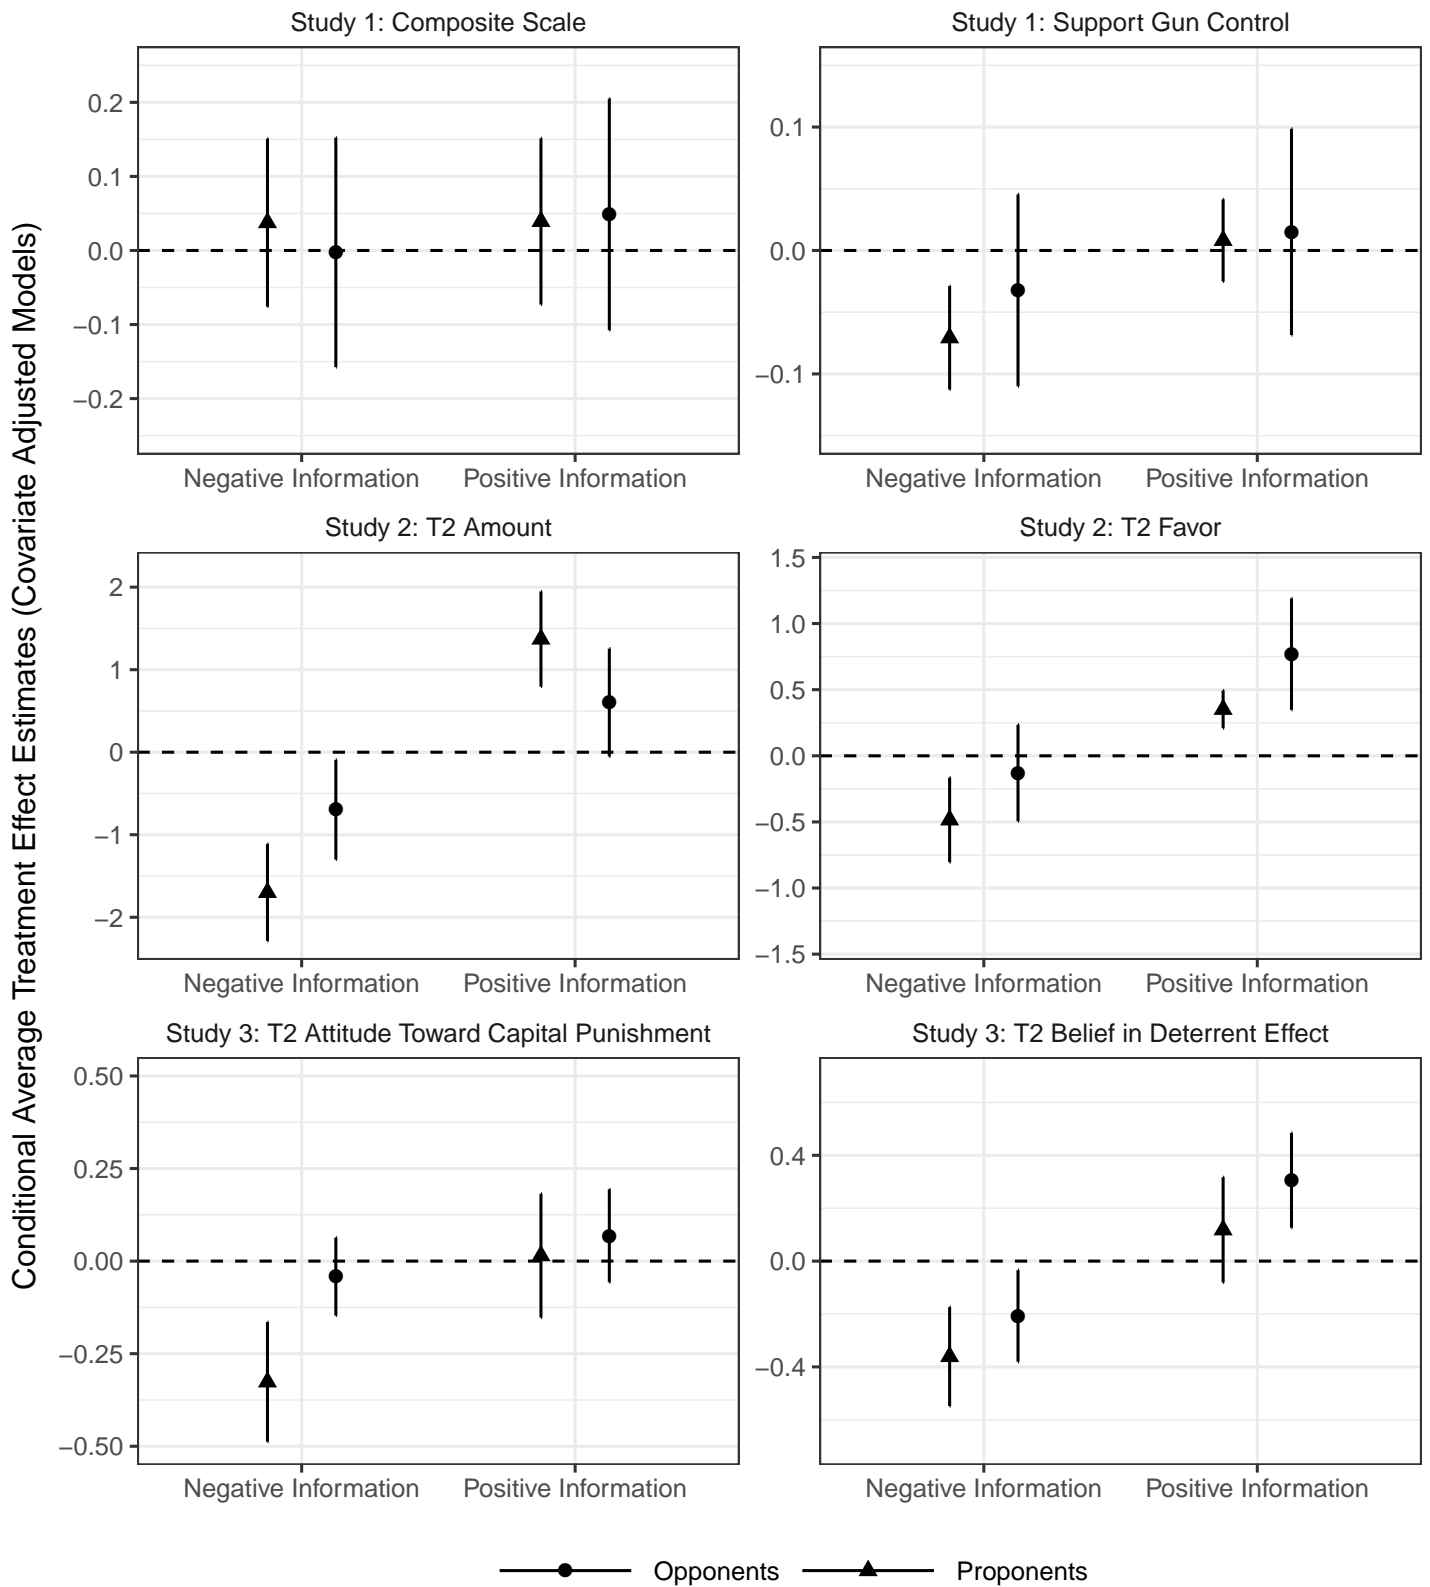 Conditional Average Treatment Effect Estimates (Covariate Adjusted Models)
Study 1: Composite Scale
0.2
0.1
0.0
−0.1
−0.2
Negative Information
Positive Information
Study 1: Support Gun Control
0.1
0.0
−0.1
Negative Information
Positive Information
Study 2: T2 Amount
2
1
0
−1
−2
Negative Information
Positive Information
Study 2: T2 Favor
1.5
1.0
0.5
0.0
−0.5
−1.0
−1.5
Negative Information
Positive Information
Study 3: T2 Attitude Toward Capital Punishment
0.50
0.25
0.00
−0.25
−0.50
Negative Information
Positive Information
Study 3: T2 Belief in Deterrent Effect
0.4
0.0
−0.4
Negative Information
Positive Information
Opponents
Proponents